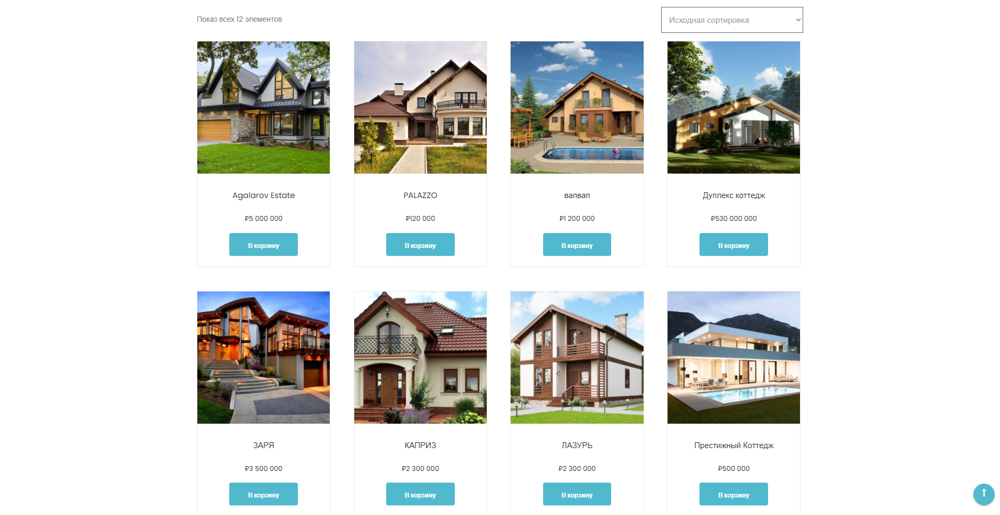 Показ всех 12 элементов
Исходная сортировка
Agalarov Estate
PALAZZO
вапвап
Дуплекс коттедж
₽5 000 000
₽120 000
₽1 200 000
₽530 000 000
В корзину
В корзину
В корзину
В корзину
ЗАРЯ
КАПРИЗ
ЛАЗУРЬ
Престижный Коттедж
₽3 500 000
₽2 300 000
₽2 300 000
₽500 000
В корзину
В корзину
В корзину
В корзину